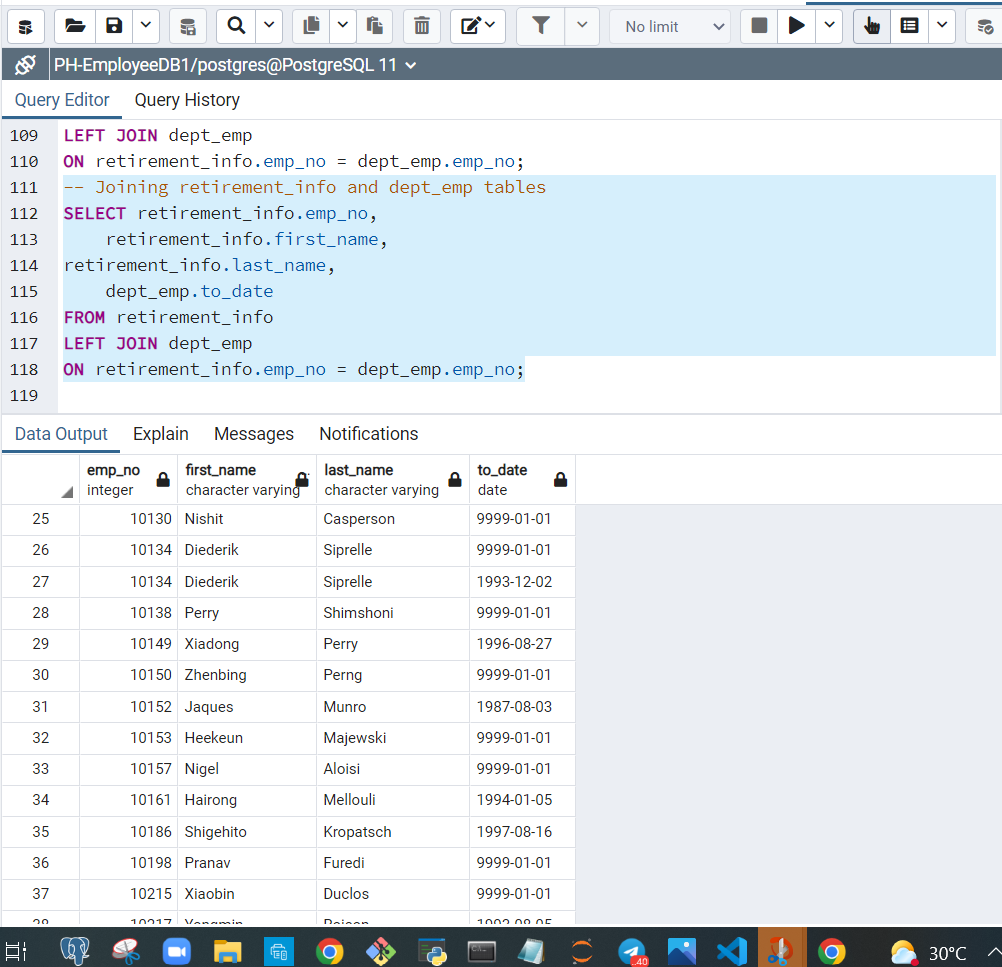 No limit
PH-EmployeeDB1/postgres@PostgreSQL 11
Query Editor Query History
109 LEFT JOIN dept_emp
110 ON retirement_info.emp_no = dept_emp.emp_no;
111 -- Joining retirement_info and dept_emp tables
112 SELECT retirement_info.emp_no,
113 retirement_info.first_name,
114 retirement_info.last_name,
115 dept_emp.to_date
116 FROM retirement_info
117 LEFT JOIN dept_emp
118 ON retirement_info.emp_no = dept_emp.emp_no;
119
Data Output Explain Messages Notifications
emp_no first_name last_name to_date
integer character varying character varying date
25 10130 Nishit Casperson 9999-01-01
26 10134 Diederik Siprelle 9999-01-01
27 10134 Diederik Siprelle 1993-12-02
28 10138 Perry Shimshoni 9999-01-01
29 10149 Xiadong Perry 1996-08-27
30 10150 Zhenbing Perng 9999-01-01
31 10152 Jaques Munro 1987-08-03
32 10153 Heekeun Majewski 9999-01-01
33 10157 Nigel Aloisi 9999-01-01
34 10161 Hairong Mellouli 1994-01-05
35 10186 Shigehito Kropatsch 1997-08-16
36 10198 Pranav Furedi 9999-01-01
37 10215 Xiaobin Duclos 9999-01-01
40
30°C